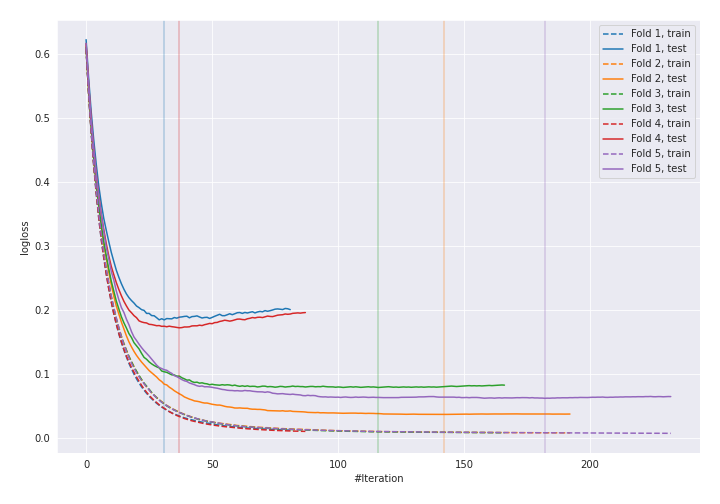 0.6
0.5
0.4
0.3
0.2
0.1
0.0
logloss
0
50
100
150
200
#Iteration
Fold 1, train
Fold 1, test
Fold 2, train
Fold 2, test
Fold 3, train
Fold 3, test
Fold 4, train
Fold 4, test
Fold 5, train
Fold 5, test